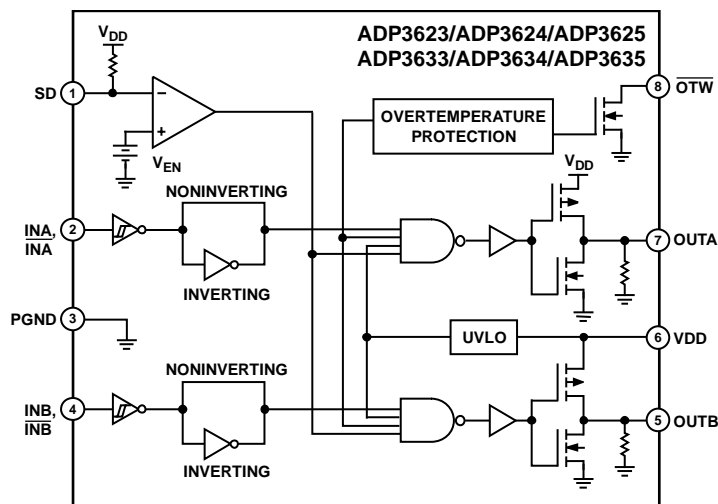 ADP3623/ADP3624/ADP3625
ADP3633/ADP3634/ADP3635
VDD
SD 1
8 OTW
OVERTEMPERATURE
PROTECTION
VEN
VDD
NONINVERTING
INA,
INA
2
7 OUTA
INVERTING
PGND 3
UVLO
6 VDD
NONINVERTING
INB,
INB
4
5 OUTB
INVERTING